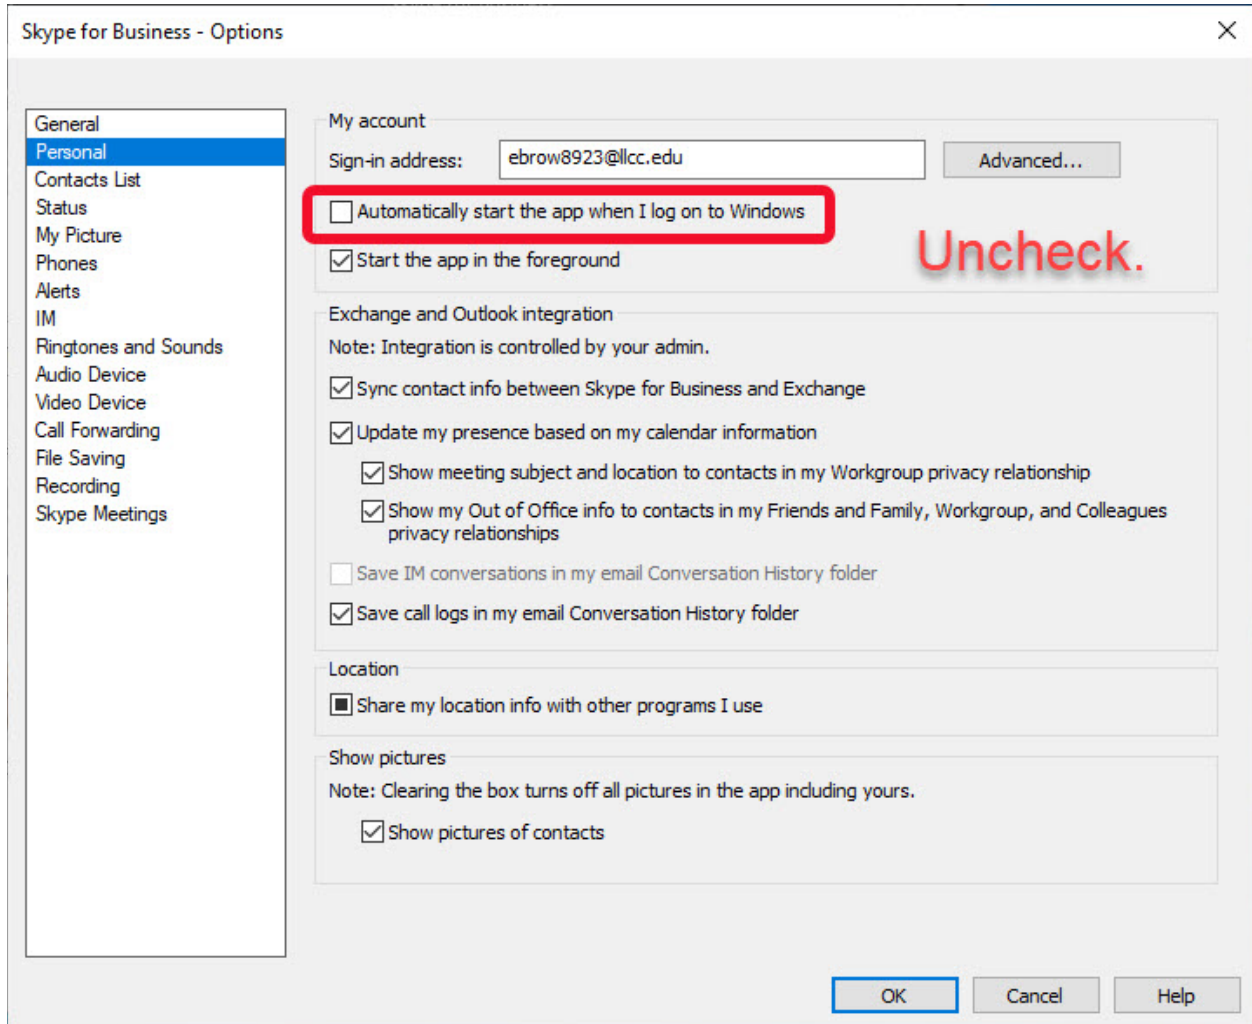 Skype for Business - Options
General
Personal
Contacts List
Status
My Picture
Phones
Alerts
IM
Ringtones and Sounds
Audio Device
Video Device
Call Forwarding
File Saving
Recording
Skype Meetings
My account
Sign-in address:
ebrow8923@llcc.edu
Advanced...
Automatically start the app when I log on to Windows
Uncheck.
Start the app in the foreground
Exchange and Outlook integration
Note: Integration is controlled by your admin.
Sync contact info between Skype for Business and Exchange
Update my presence based on my calendar information
Show meeting subject and location to contacts in my Workgroup privacy relationship
Show my Out of Office info to contacts in my Friends and Family, Workgroup, and Colleagues
privacy relationships
Save IM conversations in my email Conversation History folder
Save call logs in my email Conversation History folder
Location
Share my location info with other programs I use
Show pictures
Note: Clearing the box turns off all pictures in the app including yours.
Show pictures of contacts
OK
Cancel
Help